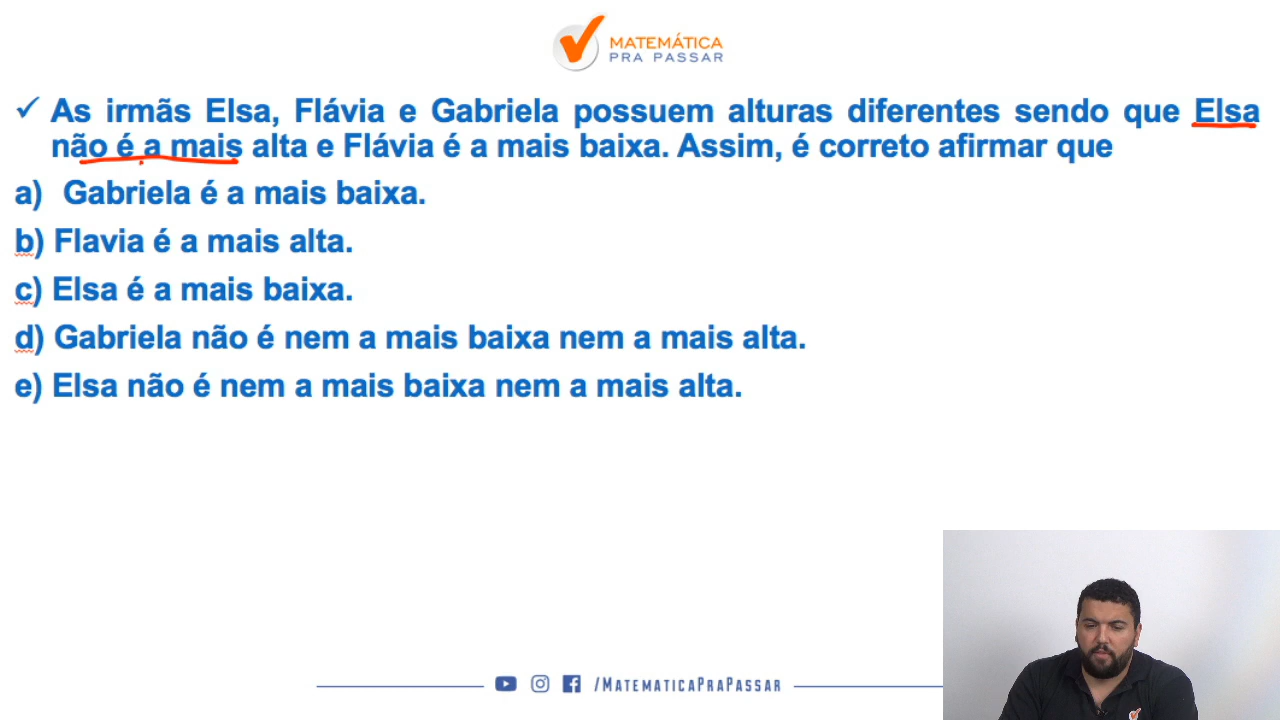 MATEMÁTICA
PRA PASSAR
✓ As irmãs Elsa, Flávia e Gabriela possuem alturas diferentes sendo que Elsa
não é a mais alta e Flávia é a mais baixa. Assim, é correto afirmar que
a) Gabriela é a mais baixa.
b) Flavia é a mais alta.
c) Elsa é a mais baixa.
d) Gabriela não é nem a mais baixa nem a mais alta.
e) Elsa não é nem a mais baixa nem a mais alta.
/MATEMATICAPRAPASSAR